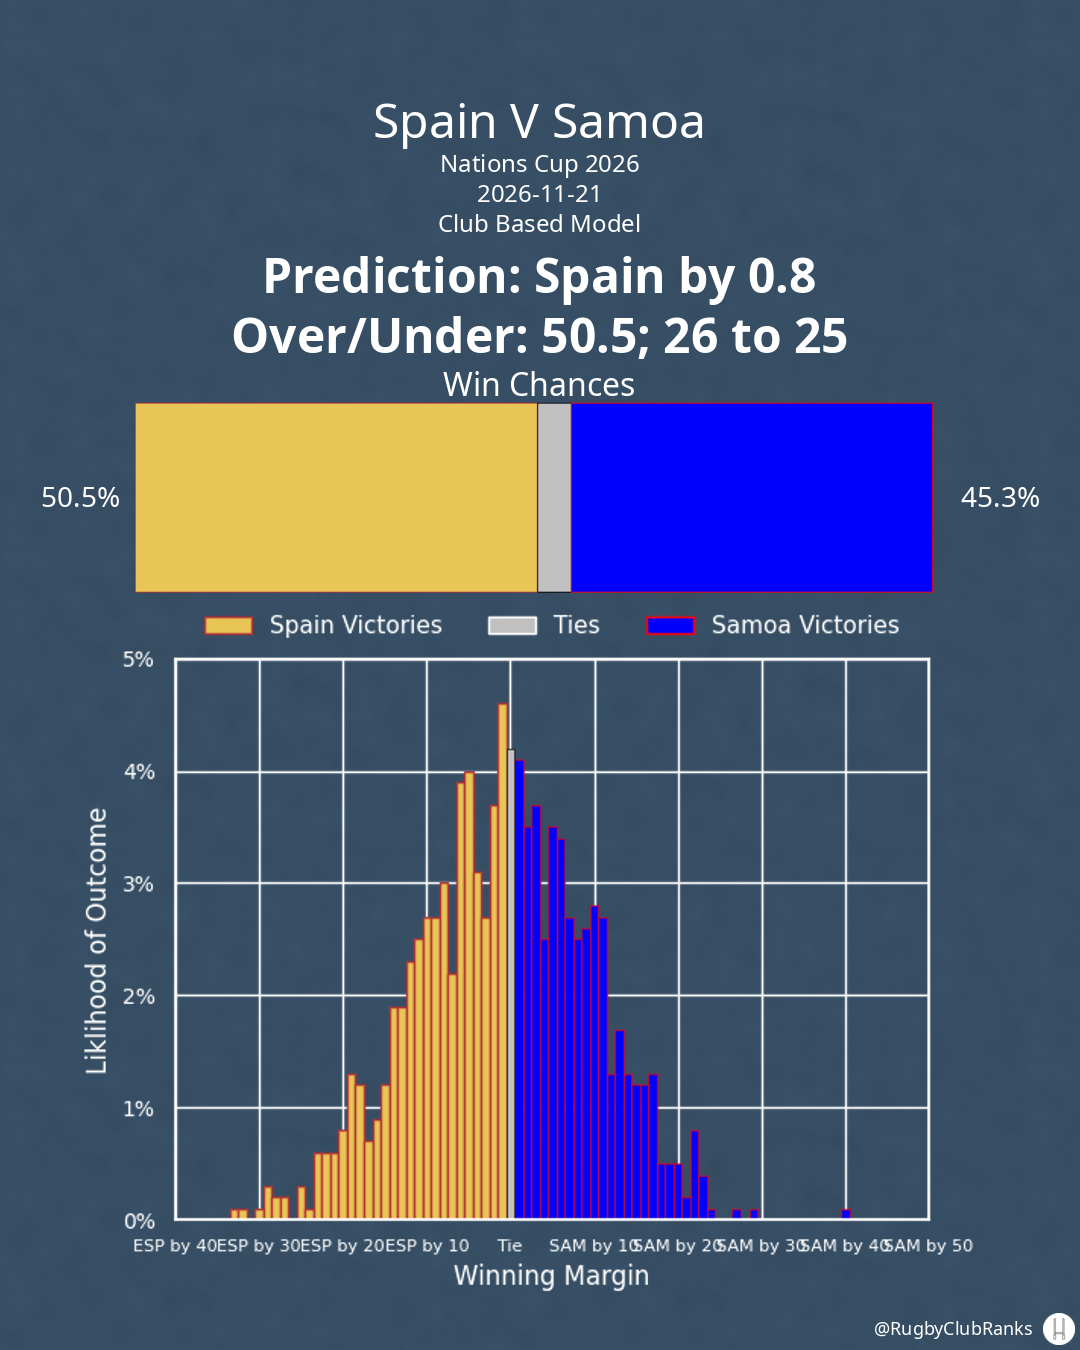 Spain V Samoa
Nations Cup 2026
2026-11-21
Club Based Model
Prediction: Spain by 0.8
Over/Under: 50.5; 26 to 25
Win Chances
50.5%
45.3%
Spain Victories
Ties
Samoa Victories
5%
4%
3%
2%
1%
0%
Liklihood of Outcome
ESP by 40
ESP by 30
ESP by 20
ESP by 10
Tie
SAM by 10
SAM by 20
SAM by 30
SAM by 40
SAM by 50
Winning Margin
@RugbyClubRanks